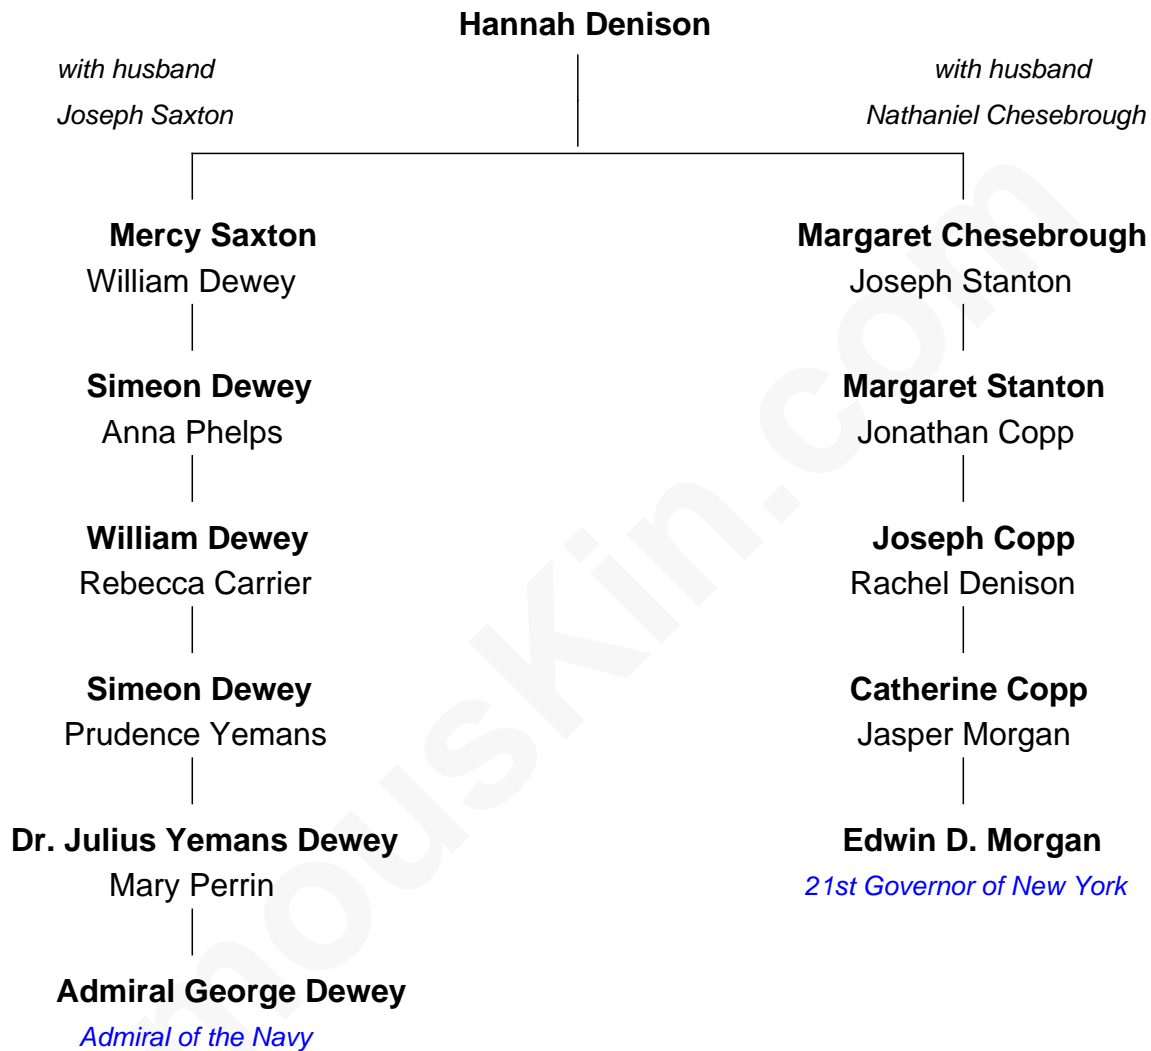 Hannah Denison
with husband
Joseph Saxton
with husband
Nathaniel Chesebrough
Mercy Saxton
William Dewey
Margaret Chesebrough
Joseph Stanton
Simeon Dewey
Anna Phelps
Margaret Stanton
Jonathan Copp
William Dewey
Rebecca Carrier
Joseph Copp
Rachel Denison
Simeon Dewey
Prudence Yemans
Catherine Copp
Jasper Morgan
Dr. Julius Yemans Dewey
Mary Perrin
Edwin D. Morgan
21st Governor of New York
Admiral George Dewey
Admiral of the Navy
mousKin.com